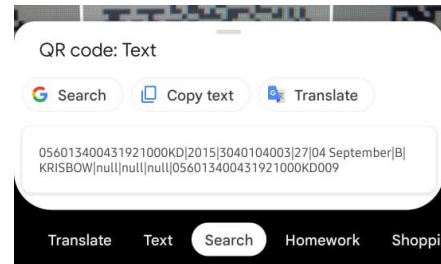 QR code: Text
Search
Copy text
Translate
056013400431921000KD|2015|3040104003|27|04 September|B|
KRISBOW|null|null|null|056013400431921000KD009
Translate
Text
Search
Homework
Shoppi